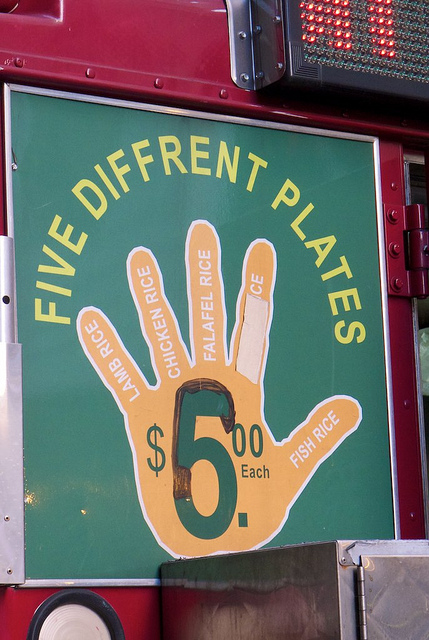 FIVE DIFFRENT PLATES
LAMB RICE
CHICKEN RICE
FALAFEL RICE
CE
FISH RICE
$6.00
Each